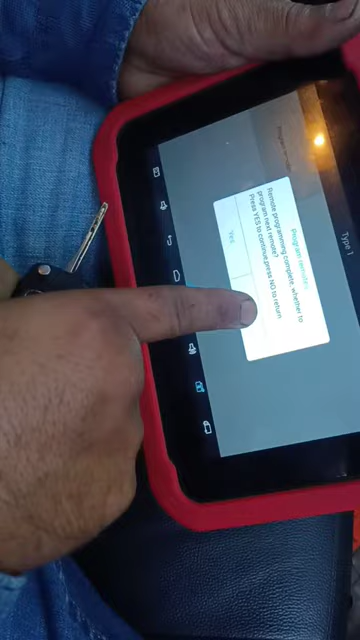 Type 1
Program remotes
Remote programming complete, whether to
program next remote?
Press YES to continue,press NO to return
Yes